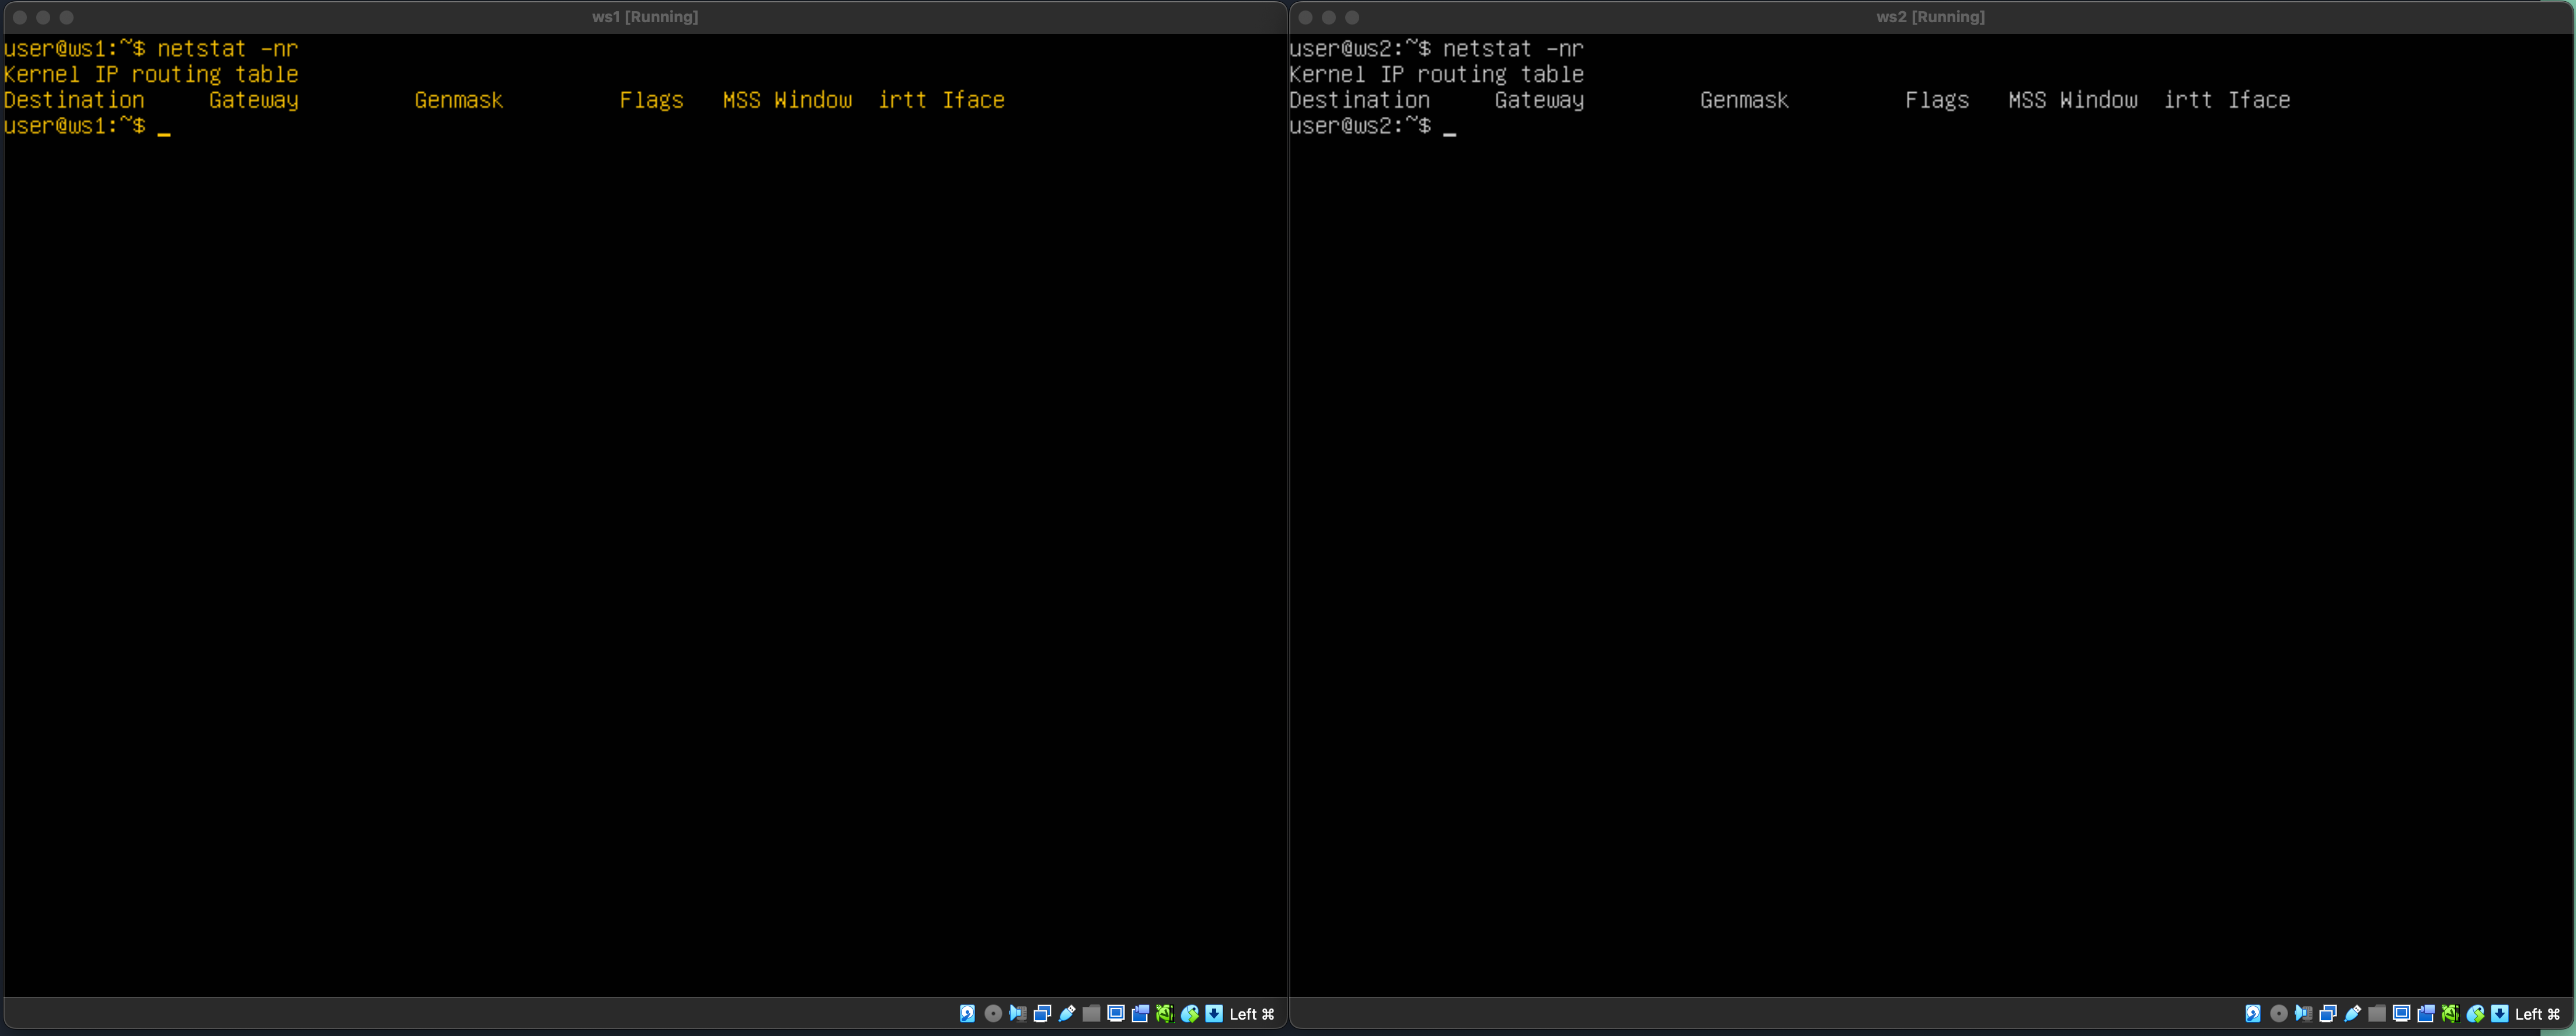 ws1 [Running]
user@ws1:~$ netstat -nr
Kernel IP routing table
Destination     Gateway         Genmask         Flags   MSS Window  irtt Iface
user@ws1:~$ _
Left ⌘
ws2 [Running]
user@ws2:~$ netstat -nr
Kernel IP routing table
Destination     Gateway         Genmask         Flags   MSS Window  irtt Iface
user@ws2:~$ _
Left ⌘